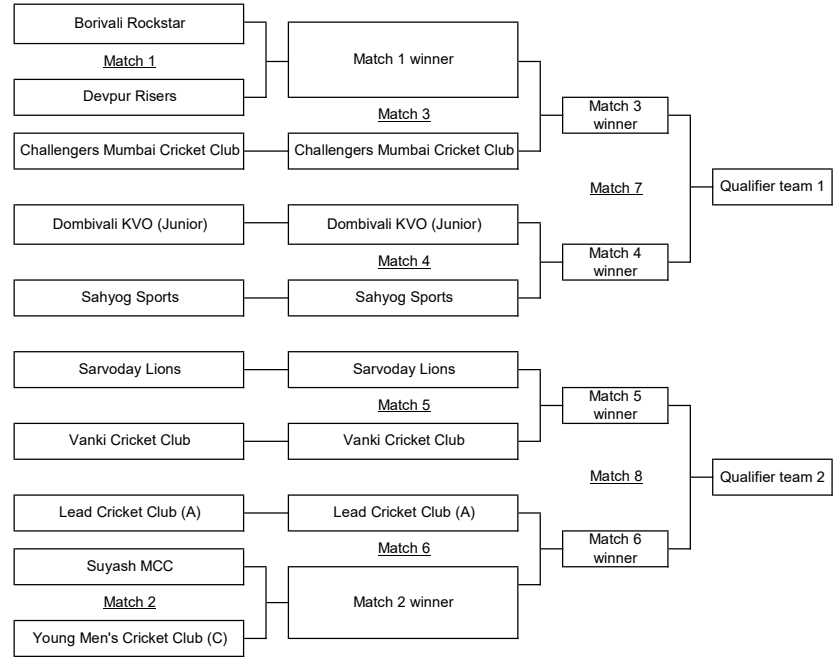 Borivali Rockstar
Match 1
Devpur Risers
Challengers Mumbai Cricket Club
Dombivali KVO (Junior)
Sahyog Sports
Sarvoday Lions
Vanki Cricket Club
Lead Cricket Club (A)
Suyash MCC
Match 2
Young Men's Cricket Club (C)
Match 1 winner
Match 3
Challengers Mumbai Cricket Club
Dombivali KVO (Junior)
Match 4
Sahyog Sports
Sarvoday Lions
Match 5
Vanki Cricket Club
Lead Cricket Club (A)
Match 6
Match 2 winner
Match 3
winner
Match 7
Match 4
winner
Match 5
winner
Match 8
Match 6
winner
Qualifier team 1
Qualifier team 2